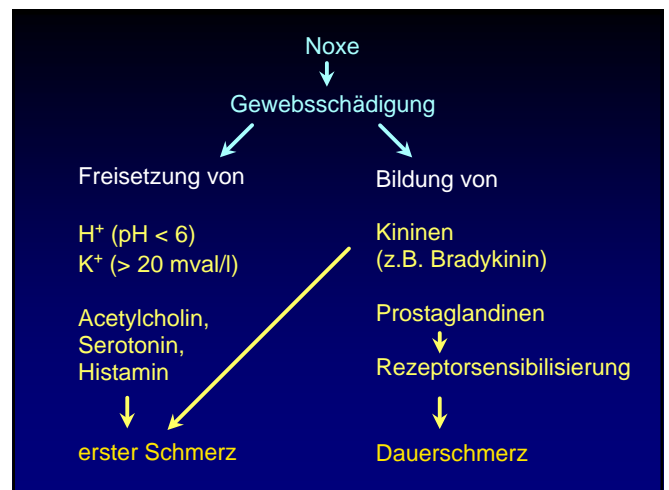 Noxe
Gewebsschädigung
Freisetzung von
H⁺ (pH < 6)
K⁺ (> 20 mval/l)
Acetylcholin,
Serotonin,
Histamin
erster Schmerz
Bildung von
Kininen
(z.B. Bradykinin)
Prostaglandinen
Rezeptorsensibilisierung
Dauerschmerz